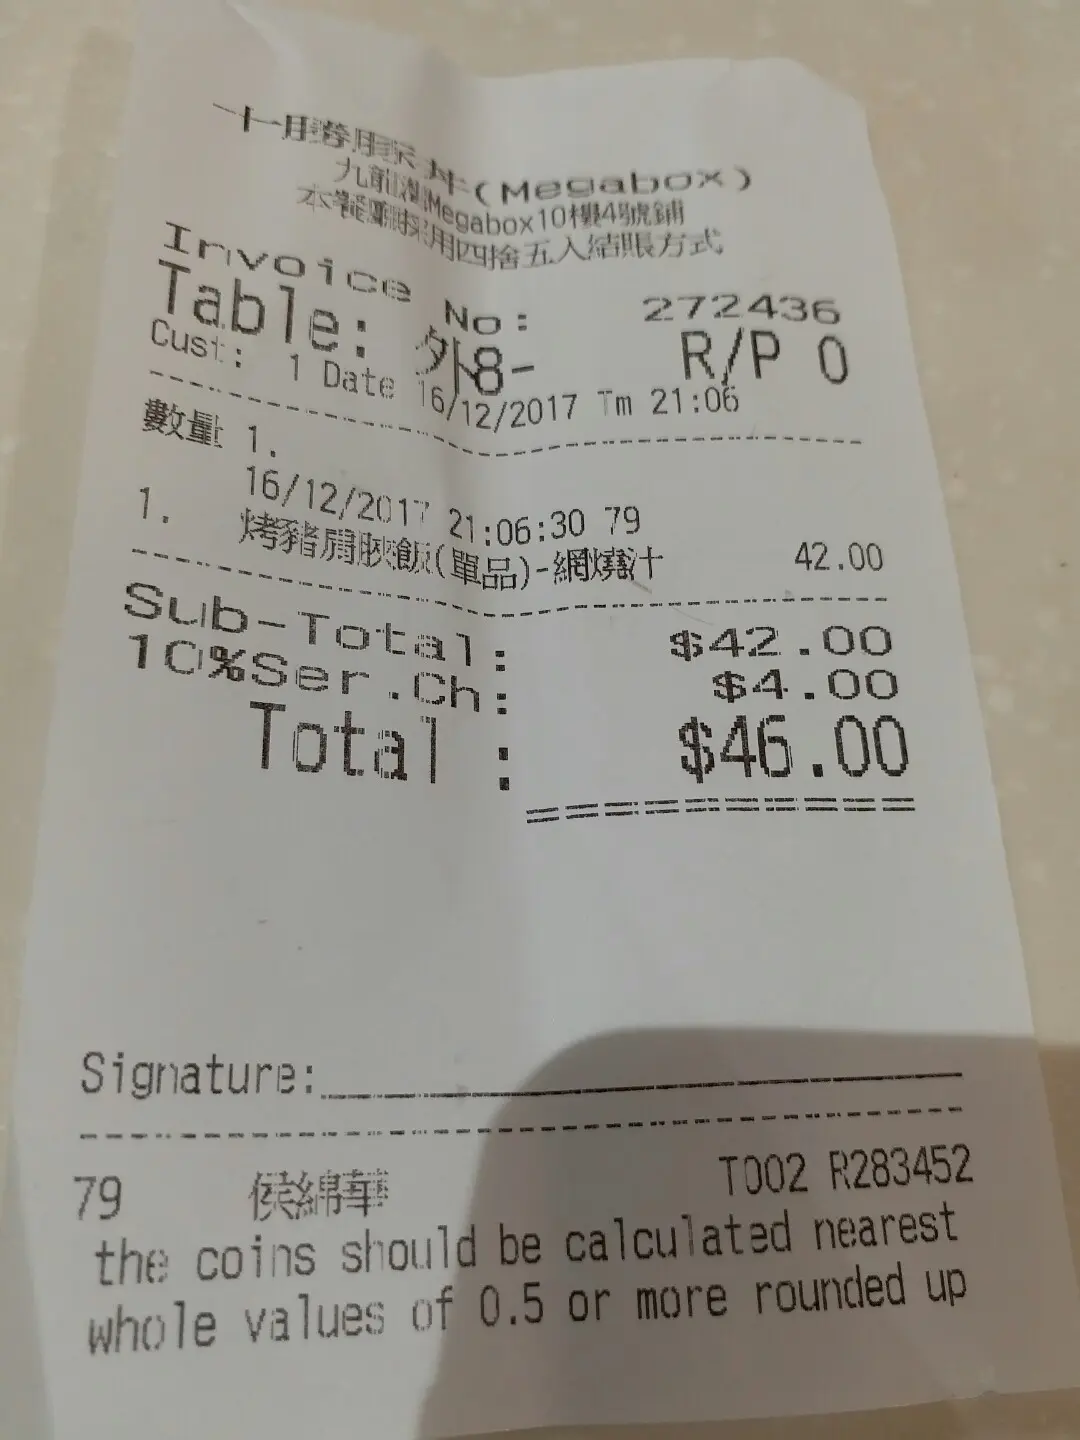 丼(Megabox)
九龍灣Megabox10樓4號鋪
本餐廳採用四捨五入結賬方式
Invoice No: 272436
Table: 外8- R/P 0
Cust: 1 Date 16/12/2017 Tm 21:06
數量 1.
16/12/2017 21:06:30 79
1. 烤豬肩脥飯(單品)-網燒汁 42.00
Sub-Total: $42.00
10%Ser.Ch: $4.00
Total : $46.00
Signature:
79 侯綿華 T002 R283452
the coins should be calculated nearest
whole values of 0.5 or more rounded up